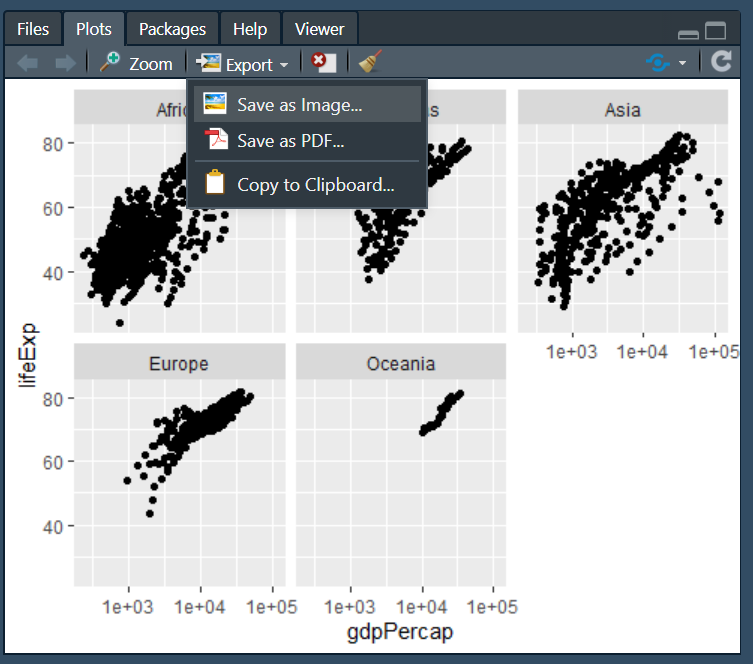 Files Plots Packages Help Viewer
Zoom Export
Save as Image...
Save as PDF...
Copy to Clipboard...
Asia
80
60
40
1e+03 1e+04 1e+05
lifeExp
Europe Oceania
80
60
40
1e+03 1e+04 1e+05 1e+03 1e+04 1e+05
gdpPercap